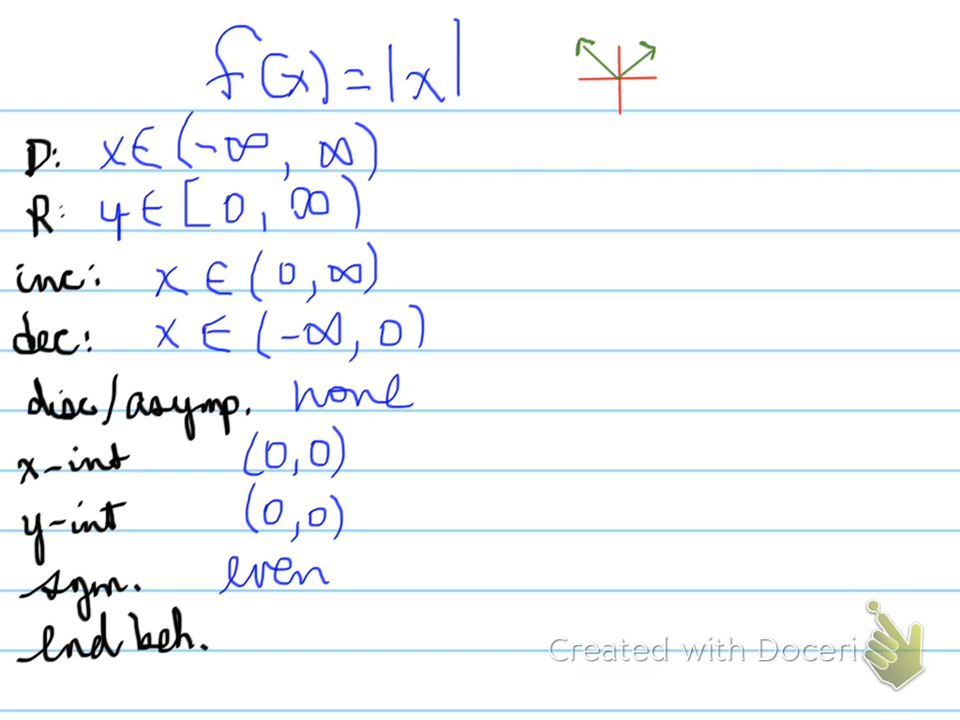 f(x) = |x|
D: x ∈ (-∞, ∞)
R: y ∈ [0, ∞)
inc: x ∈ (0, ∞)
dec: x ∈ (-∞, 0)
disc/asymp. none
x-int (0,0)
y-int (0,0)
sym. even
end beh.
Created with Doceri